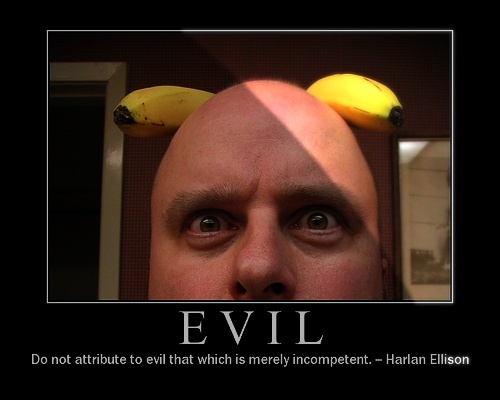 EVIL
Do not attribute to evil that which is merely incompetent. – Harlan Ellison